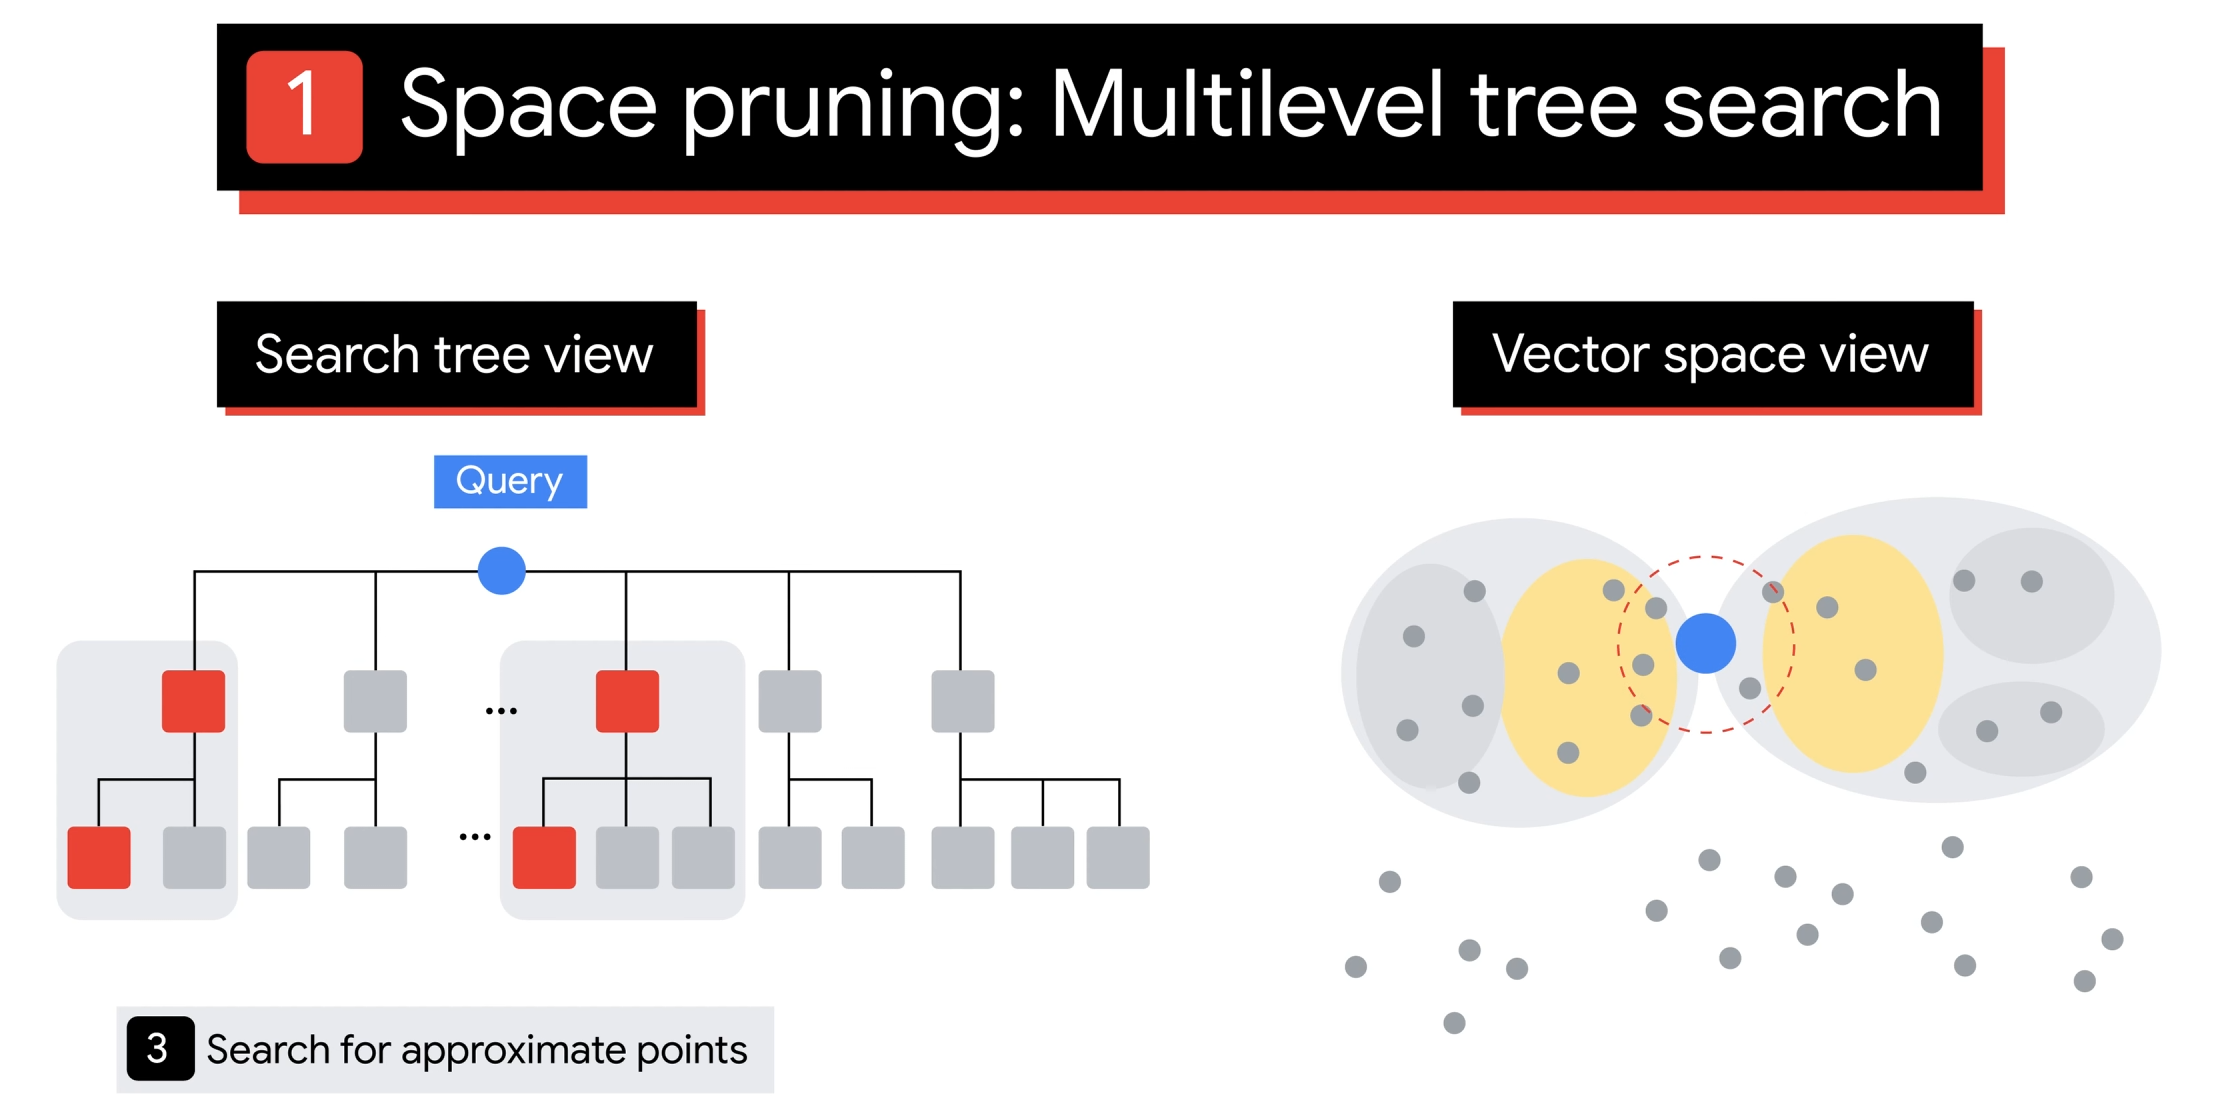 1 Space pruning: Multilevel tree search
Search tree view
Vector space view
Query
...
...
3 Search for approximate points